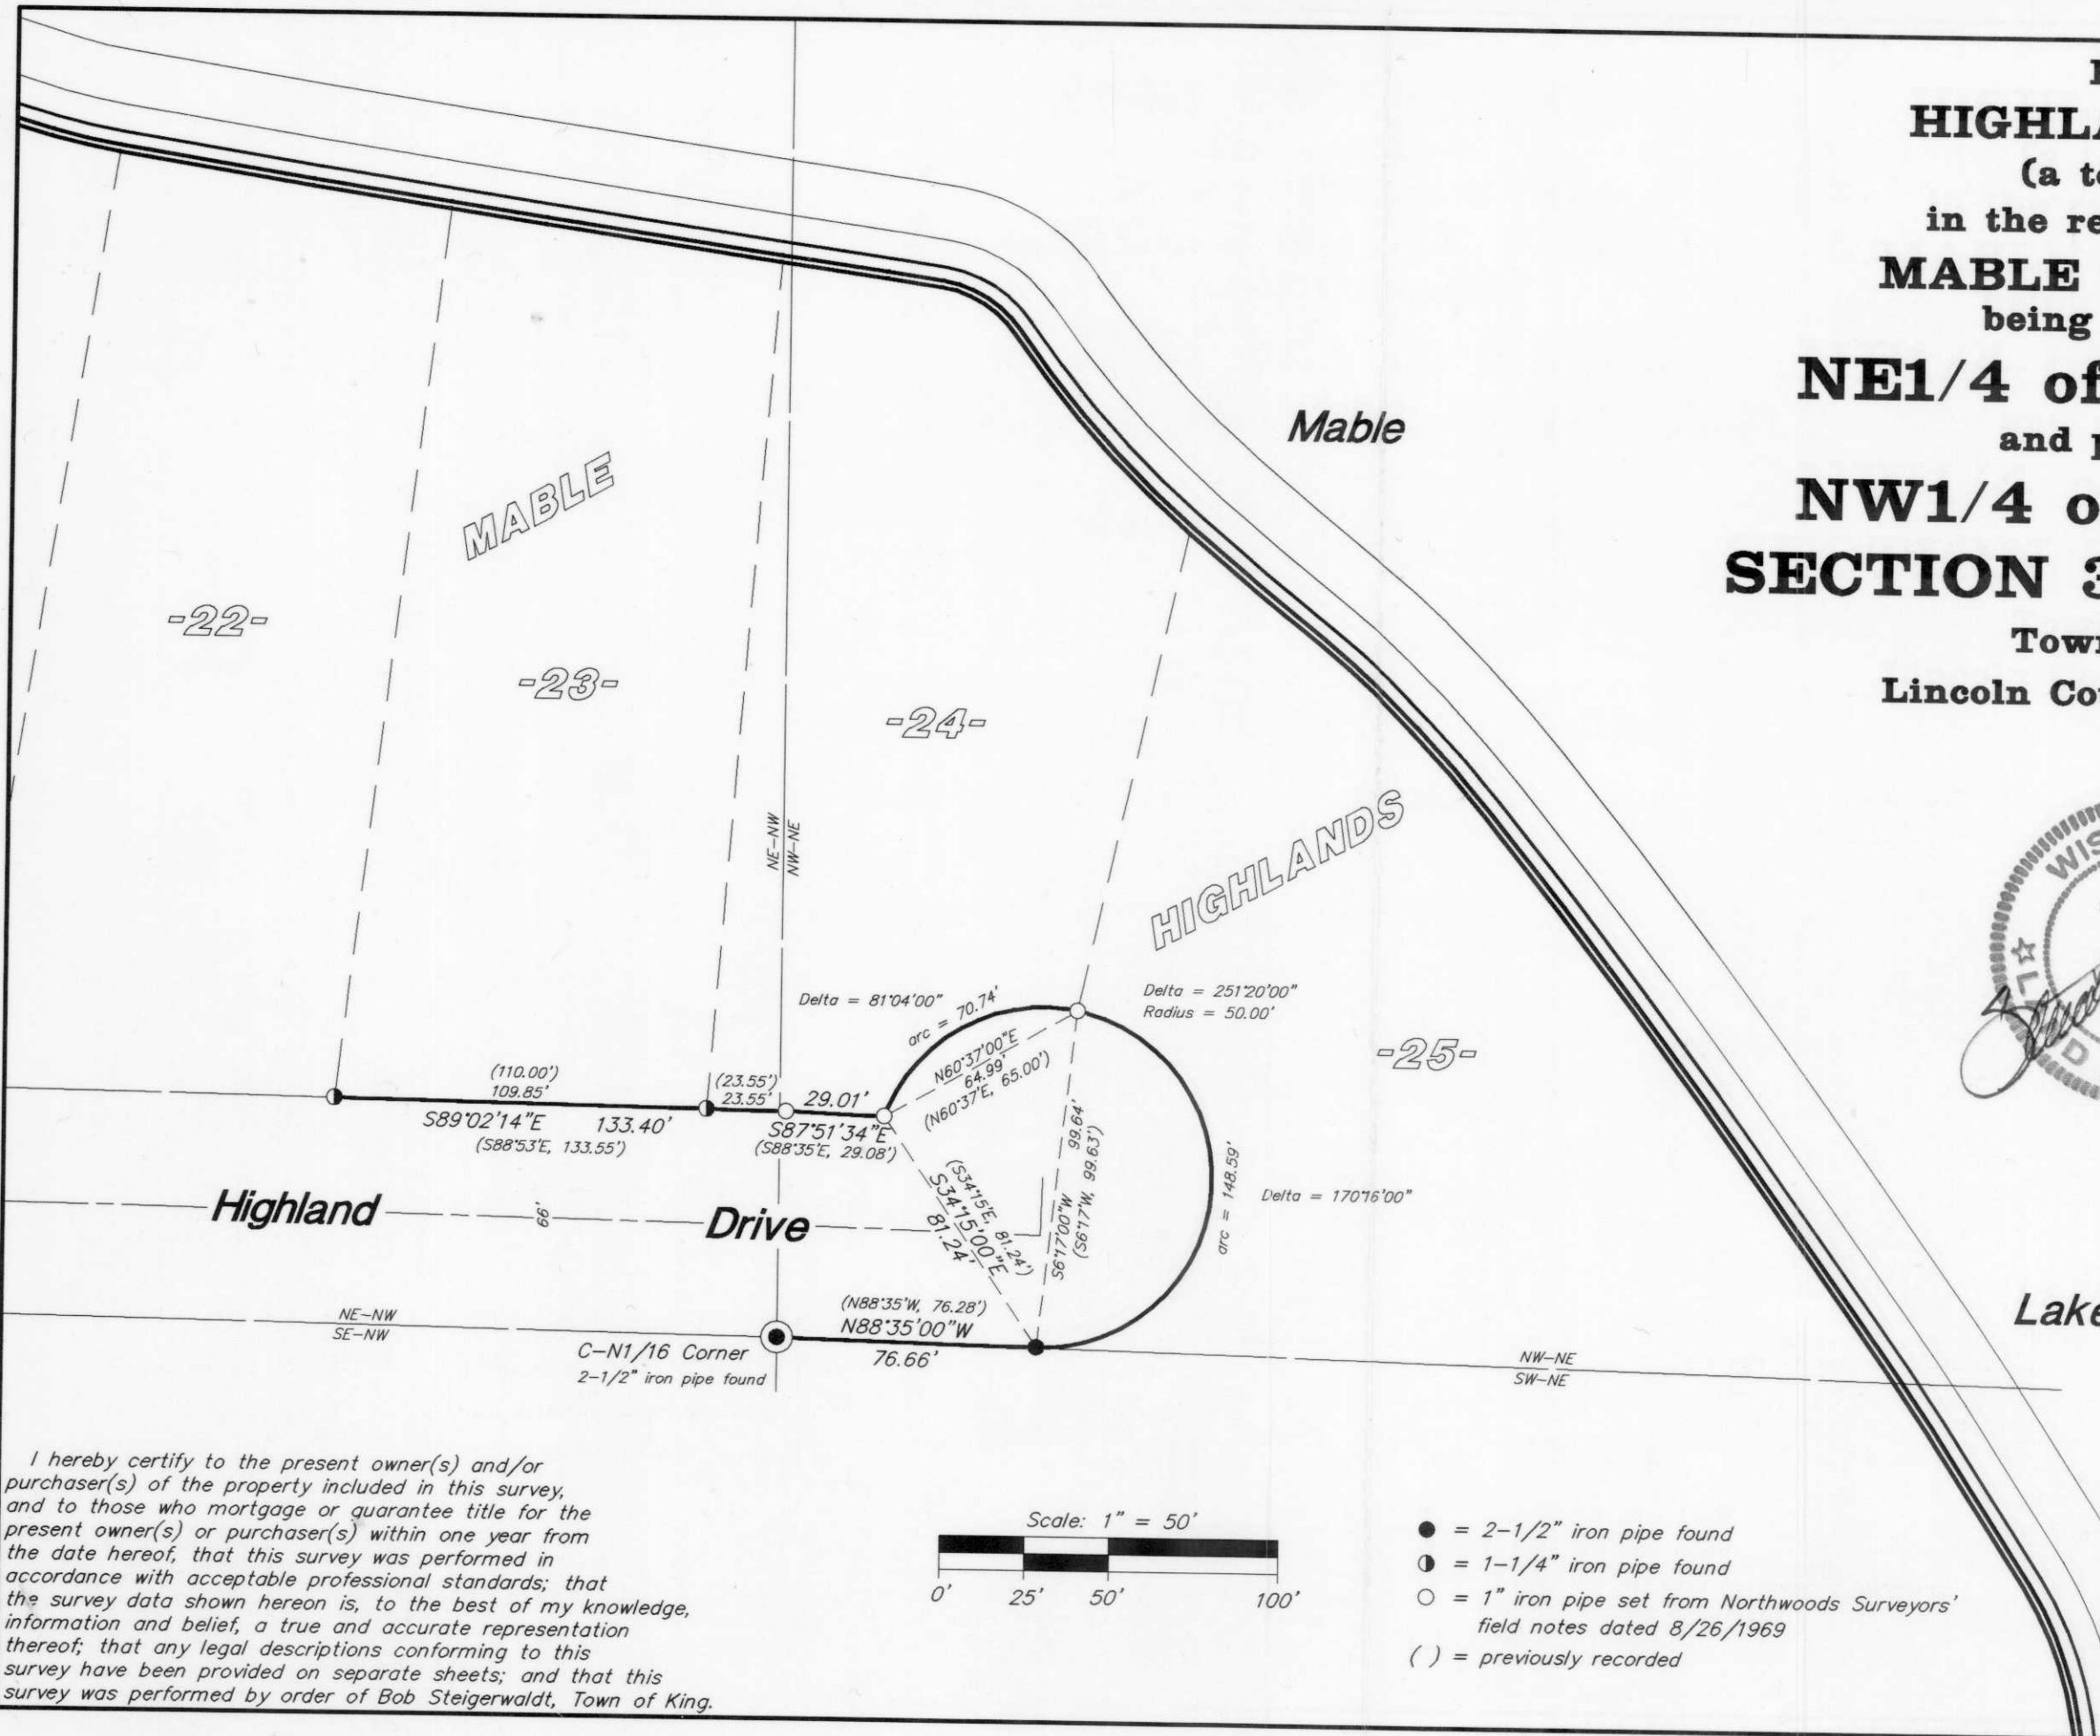 HIGHL
(a
in the
MABLE
being
NE1/4 of
and
NW1/4
SECTION
Lincoln
Mable
MABLE
-22-
-23-
-24-
NE-NW
NW-NE
HIGHLANDS
WIS
Delta = 81°04'00"
arc = 70.74'
Delta = 251°20'00"
Radius = 50.00'
-25-
N60°37'00"E
64.99'
(N60°37'E, 65.00')
(110.00')
109.85'
(23.55')
23.55'
29.01'
S89°02'14"E 133.40'
(S88°53'E, 133.55')
S87°51'34"E
(S88°35'E, 29.08')
(S34°15'E, 81.24')
S34°15'00"E
81.24'
S6°17'00"W 99.64'
(S6°17'W, 99.63')
arc = 148.59'
Delta = 170°16'00"
Highland Drive
66'
NE-NW
SE-NW
(N88°35'W, 76.28')
N88°35'00"W
76.66'
C-N1/16 Corner
2-1/2" iron pipe found
NW-NE
SW-NE
Lake
I hereby certify to the present owner(s) and/or
purchaser(s) of the property included in this survey,
and to those who mortgage or guarantee title for the
present owner(s) or purchaser(s) within one year from
the date hereof, that this survey was performed in
accordance with acceptable professional standards; that
the survey data shown hereon is, to the best of my knowledge,
information and belief, a true and accurate representation
thereof; that any legal descriptions conforming to this
survey have been provided on separate sheets; and that this
survey was performed by order of Bob Steigerwaldt, Town of King.
Scale: 1" = 50'
0' 25' 50' 100'
= 2-1/2" iron pipe found
= 1-1/4" iron pipe found
= 1" iron pipe set from Northwoods Surveyors'
field notes dated 8/26/1969
( ) = previously recorded